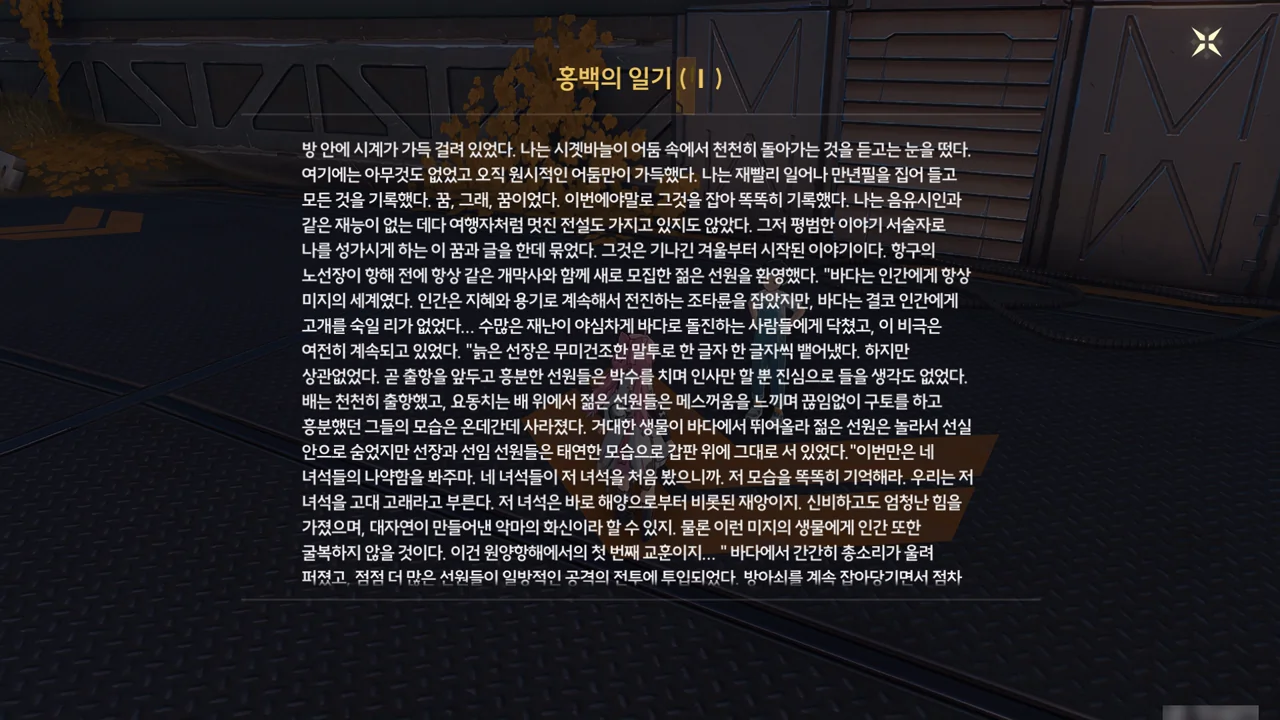 홍백의 일기 ( I )
방 안에 시계가 가득 걸려 있었다. 나는 시곗바늘이 어둠 속에서 천천히 돌아가는 것을 듣고는 눈을 떴다.
여기에는 아무것도 없었고 오직 원시적인 어둠만이 가득했다. 나는 재빨리 일어나 만년필을 집어 들고
모든 것을 기록했다. 꿈, 그래, 꿈이었다. 이번에야말로 그것을 잡아 똑똑히 기록했다. 나는 음유시인과
같은 재능이 없는 데다 여행자처럼 멋진 전설도 가지고 있지도 않았다. 그저 평범한 이야기 서술자로
나를 성가시게 하는 이 꿈과 글을 한데 묶었다. 그것은 기나긴 겨울부터 시작된 이야기이다. 항구의
노선장이 항해 전에 항상 같은 개막사와 함께 새로 모집한 젊은 선원을 환영했다. "바다는 인간에게 항상
미지의 세계였다. 인간은 지혜와 용기로 계속해서 전진하는 조타륜을 잡았지만, 바다는 결코 인간에게
고개를 숙일 리가 없었다... 수많은 재난이 야심차게 바다로 돌진하는 사람들에게 닥쳤고, 이 비극은
여전히 계속되고 있었다. "늙은 선장은 무미건조한 말투로 한 글자 한 글자씩 뱉어냈다. 하지만
상관없었다. 곧 출항을 앞두고 흥분한 선원들은 박수를 치며 인사만 할 뿐 진심으로 들을 생각도 없었다.
배는 천천히 출항했고, 요동치는 배 위에서 젊은 선원들은 메스꺼움을 느끼며 끊임없이 구토를 하고
흥분했던 그들의 모습은 온데간데 사라졌다. 거대한 생물이 바다에서 뛰어올라 젊은 선원은 놀라서 선실
안으로 숨었지만 선장과 선임 선원들은 태연한 모습으로 갑판 위에 그대로 서 있었다."이번만은 네
녀석들의 나약함을 봐주마. 네 녀석들이 저 녀석을 처음 봤으니까. 저 모습을 똑똑히 기억해라. 우리는 저
녀석을 고대 고래라고 부른다. 저 녀석은 바로 해양으로부터 비롯된 재앙이지. 신비하고도 엄청난 힘을
가졌으며, 대자연이 만들어낸 악마의 화신이라 할 수 있지. 물론 이런 미지의 생물에게 인간 또한
굴복하지 않을 것이다. 이건 원양항해에서의 첫 번째 교훈이지... " 바다에서 간간히 총소리가 울려
퍼졌고, 점점 더 많은 선원들이 일방적인 공격의 전투에 투입되었다. 방아쇠를 계속 잡아당기면서 점차